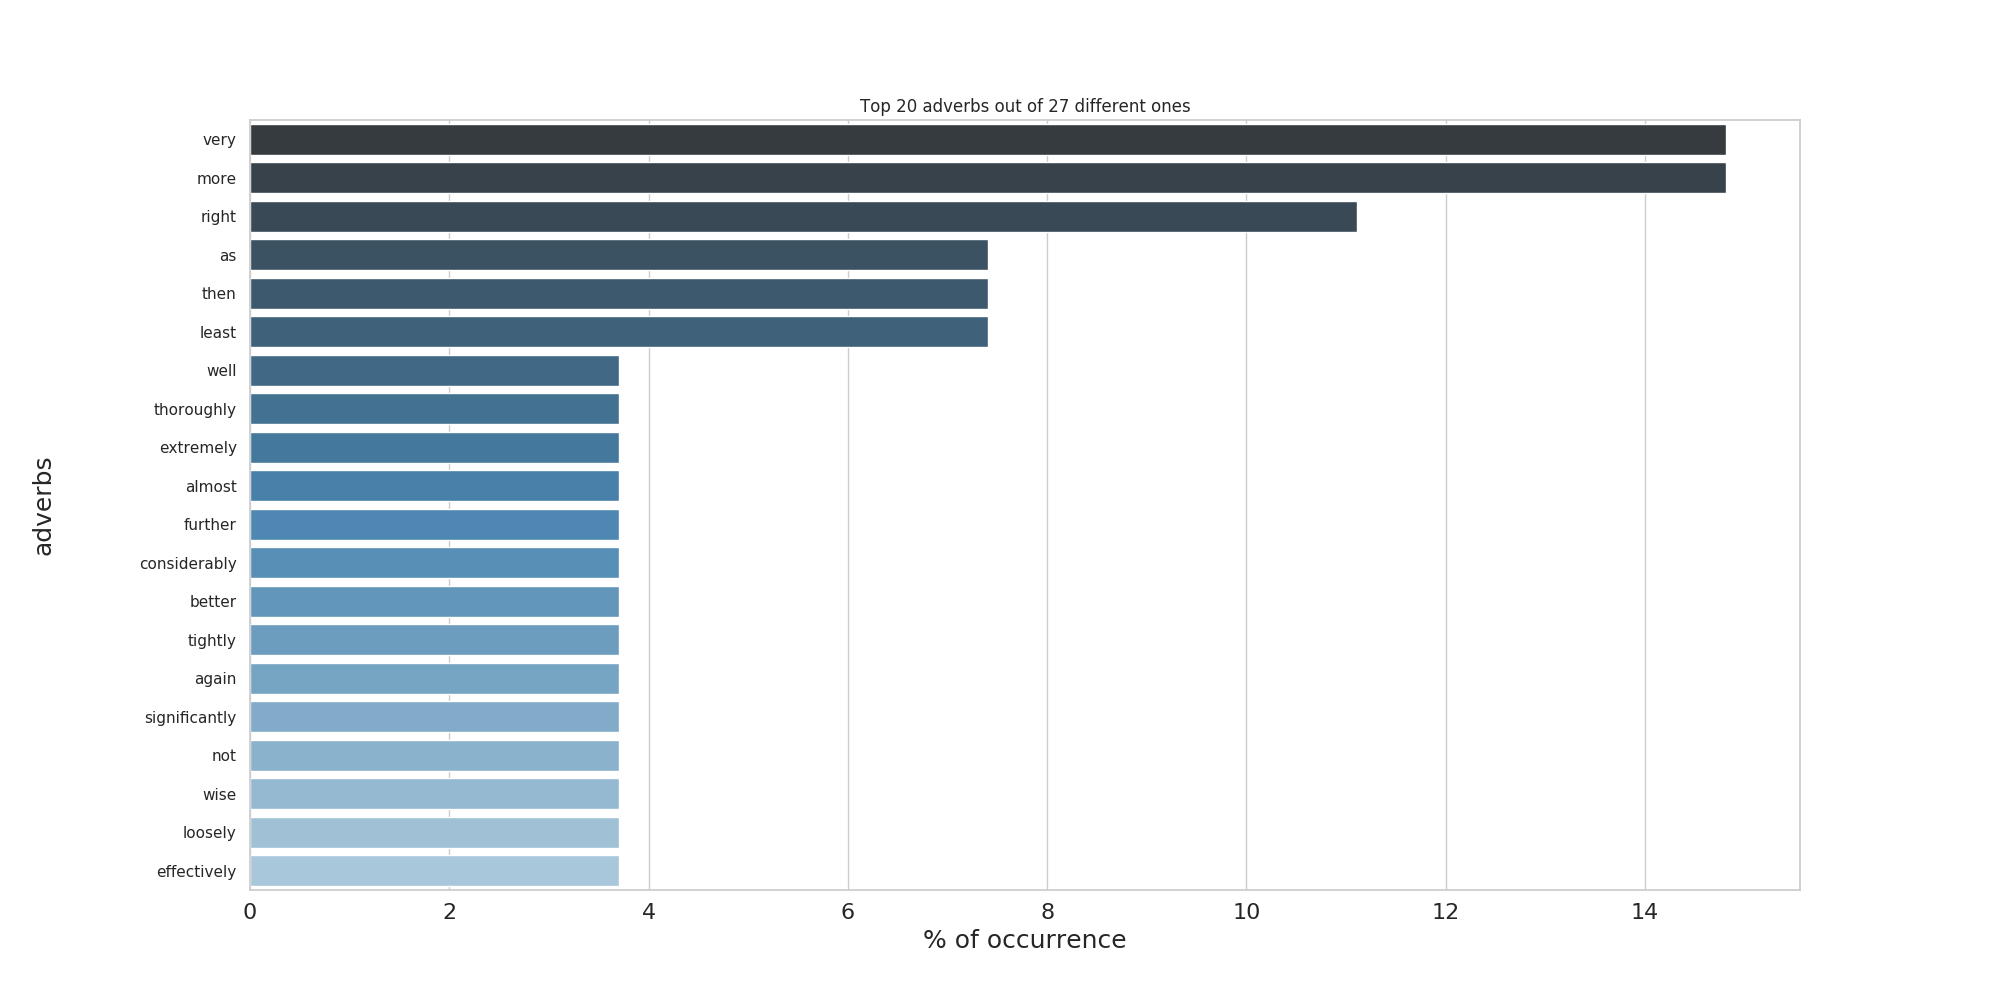 Top 20 adverbs out of 27 different ones
very
more
right
as
then
least
well
thoroughly
extremely
almost
further
considerably
better
tightly
again
significantly
not
wise
loosely
effectively
adverbs
0 2 4 6 8 10 12 14
% of occurrence